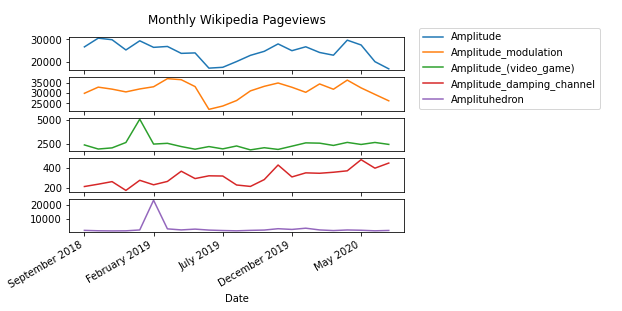 Monthly Wikipedia Pageviews
Amplitude
Amplitude_modulation
Amplitude_(video_game)
Amplitude_damping_channel
Amplituhedron
30000
20000
35000
30000
25000
5000
2500
400
200
20000
10000
September 2018
February 2019
July 2019
December 2019
May 2020
Date